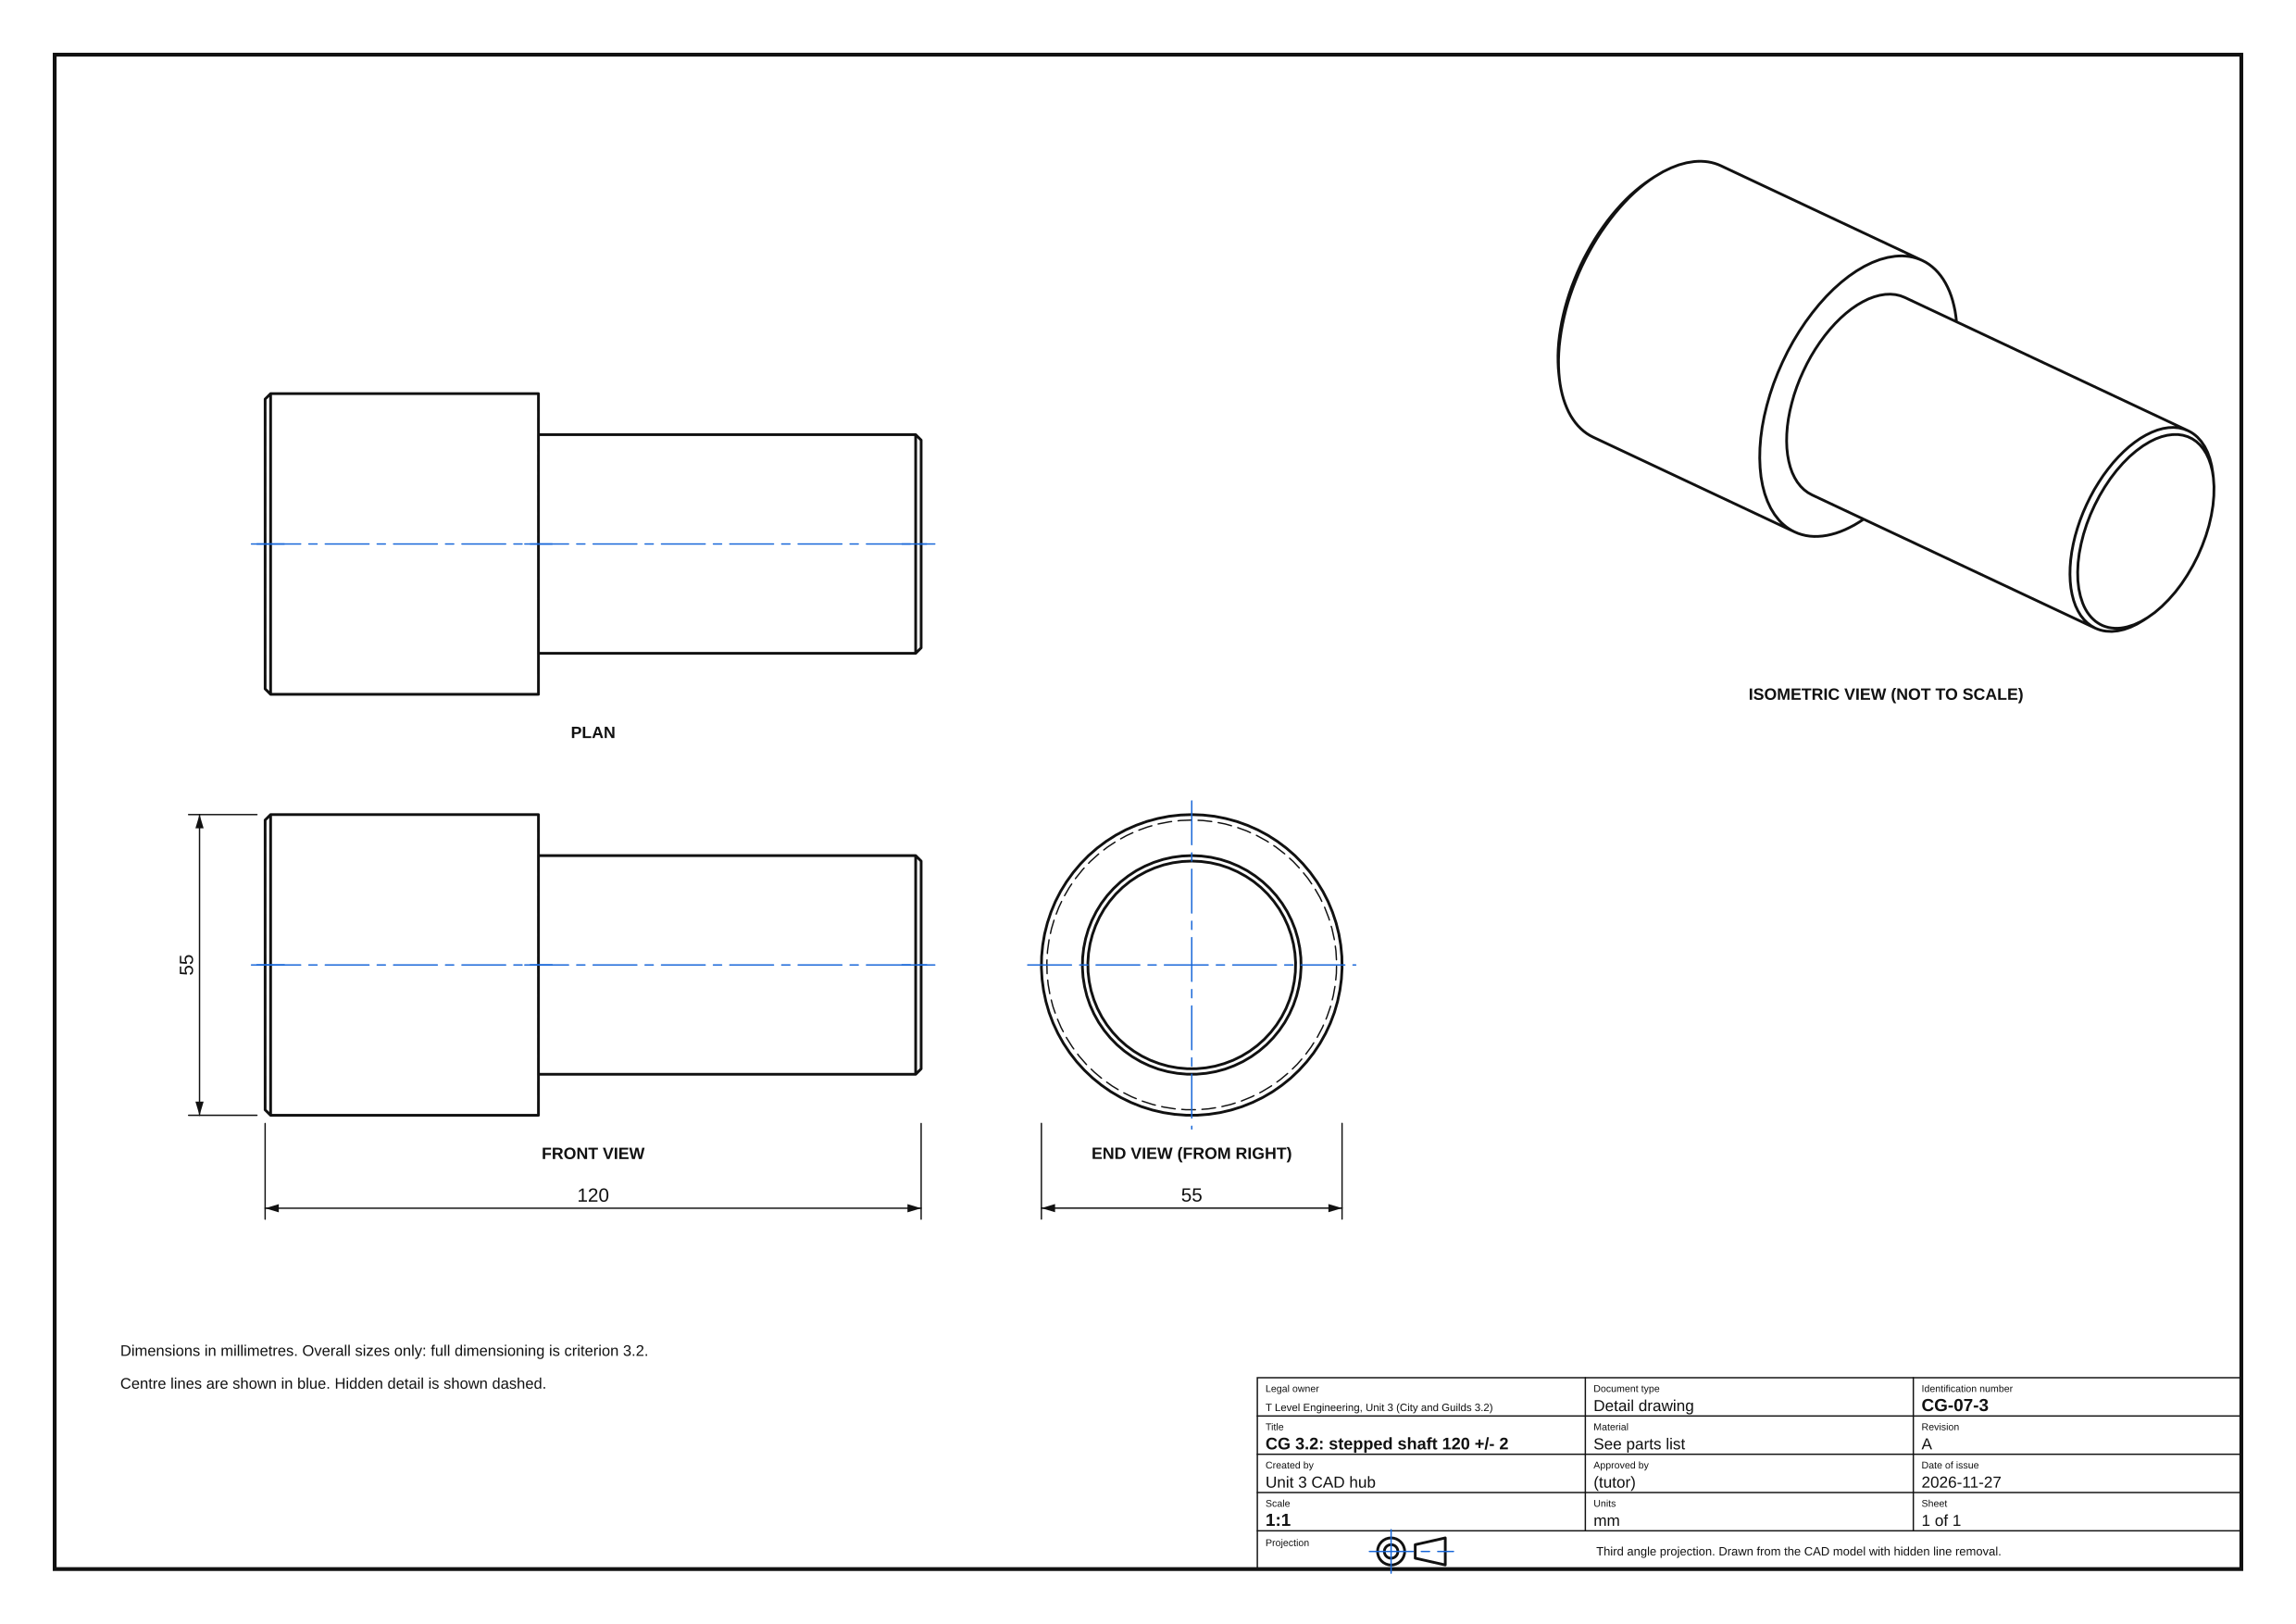 PLAN
ISOMETRIC VIEW (NOT TO SCALE)
55
FRONT VIEW
END VIEW (FROM RIGHT)
120
55
Dimensions in millimetres. Overall sizes only: full dimensioning is criterion 3.2.
Centre lines are shown in blue. Hidden detail is shown dashed.
Legal owner
T Level Engineering, Unit 3 (City and Guilds 3.2)
Document type
Detail drawing
Identification number
CG-07-3
Title
CG 3.2: stepped shaft 120 +/- 2
Material
See parts list
Revision
A
Created by
Unit 3 CAD hub
Approved by
(tutor)
Date of issue
2026-11-27
Scale
1:1
Units
mm
Sheet
1 of 1
Projection
Third angle projection. Drawn from the CAD model with hidden line removal.